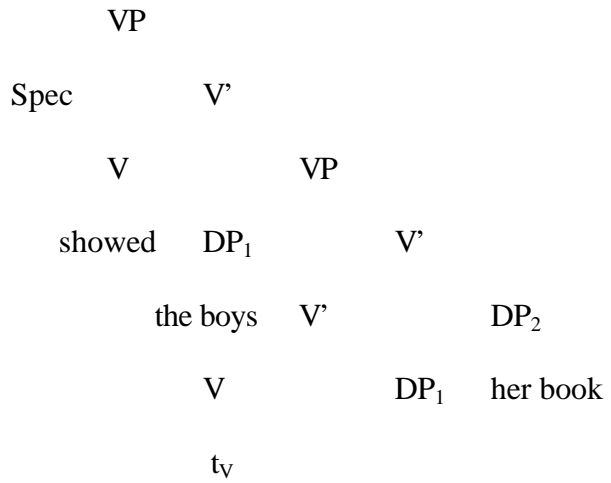 VP
Spec V’
V VP
showed DP₁ V’
the boys V’ DP₂
V DP₁ her book
tᵥ